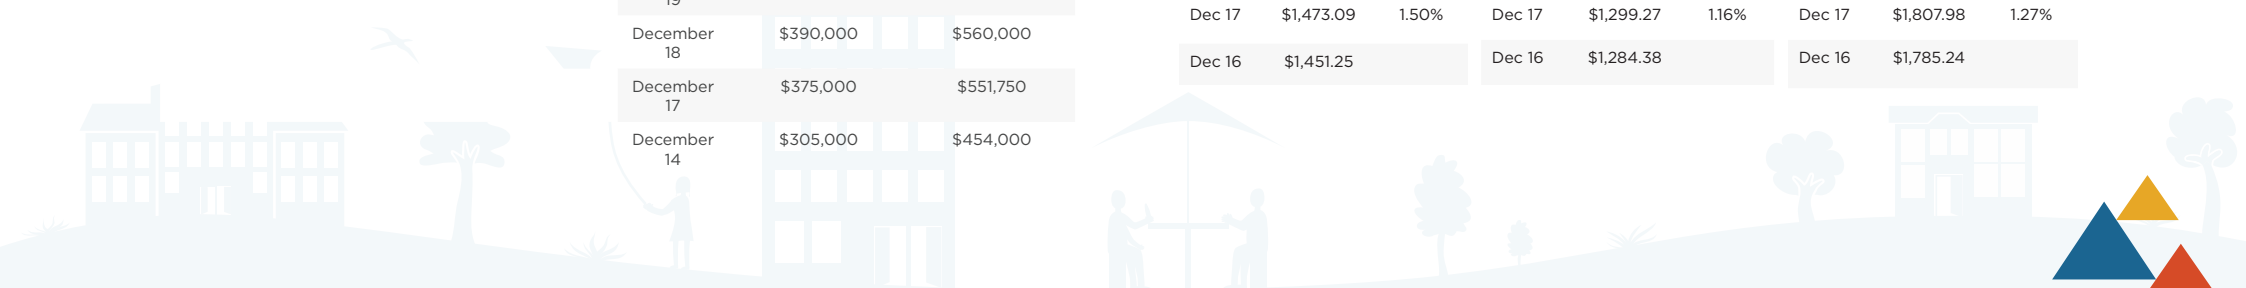 19
December $390,000 $560,000
18
December $375,000 $551,750
17
December $305,000 $454,000
14
Dec 17 $1,473.09 1.50%
Dec 16 $1,451.25
Dec 17 $1,299.27 1.16%
Dec 16 $1,284.38
Dec 17 $1,807.98 1.27%
Dec 16 $1,785.24